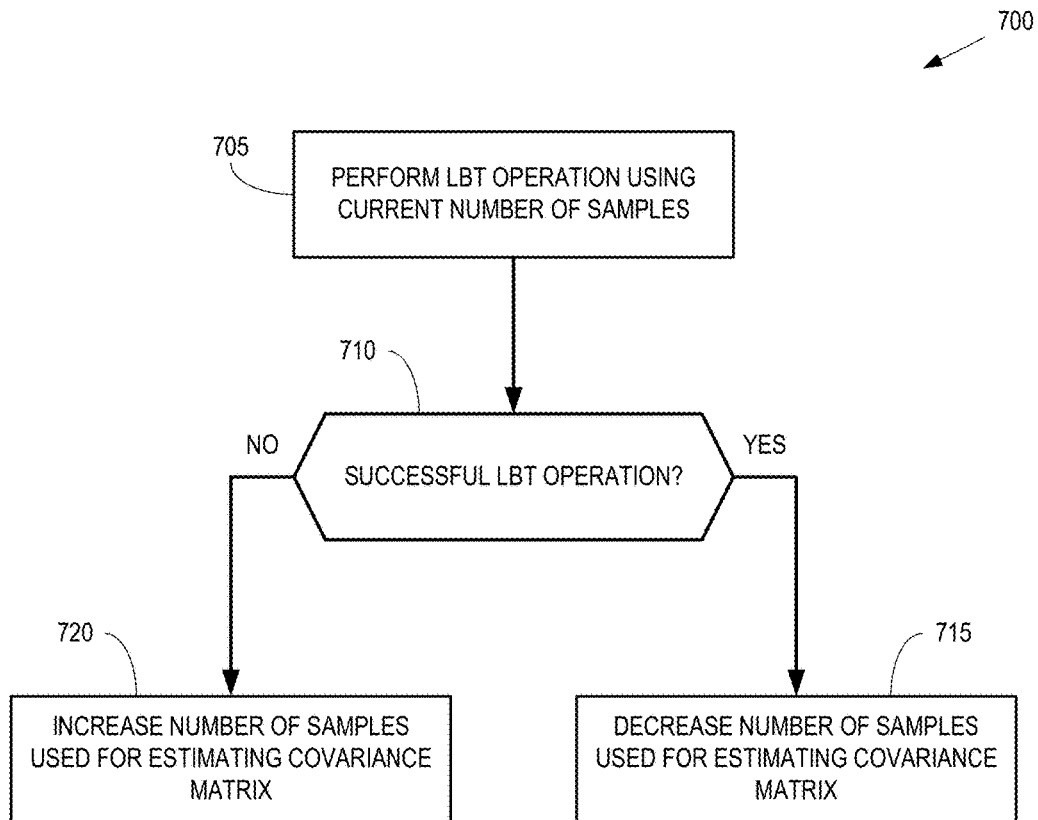 700
705
PERFORM LBT OPERATION USING
CURRENT NUMBER OF SAMPLES
710
NO
YES
SUCCESSFUL LBT OPERATION?
720
715
INCREASE NUMBER OF SAMPLES
USED FOR ESTIMATING COVARIANCE
MATRIX
DECREASE NUMBER OF SAMPLES
USED FOR ESTIMATING COVARIANCE
MATRIX